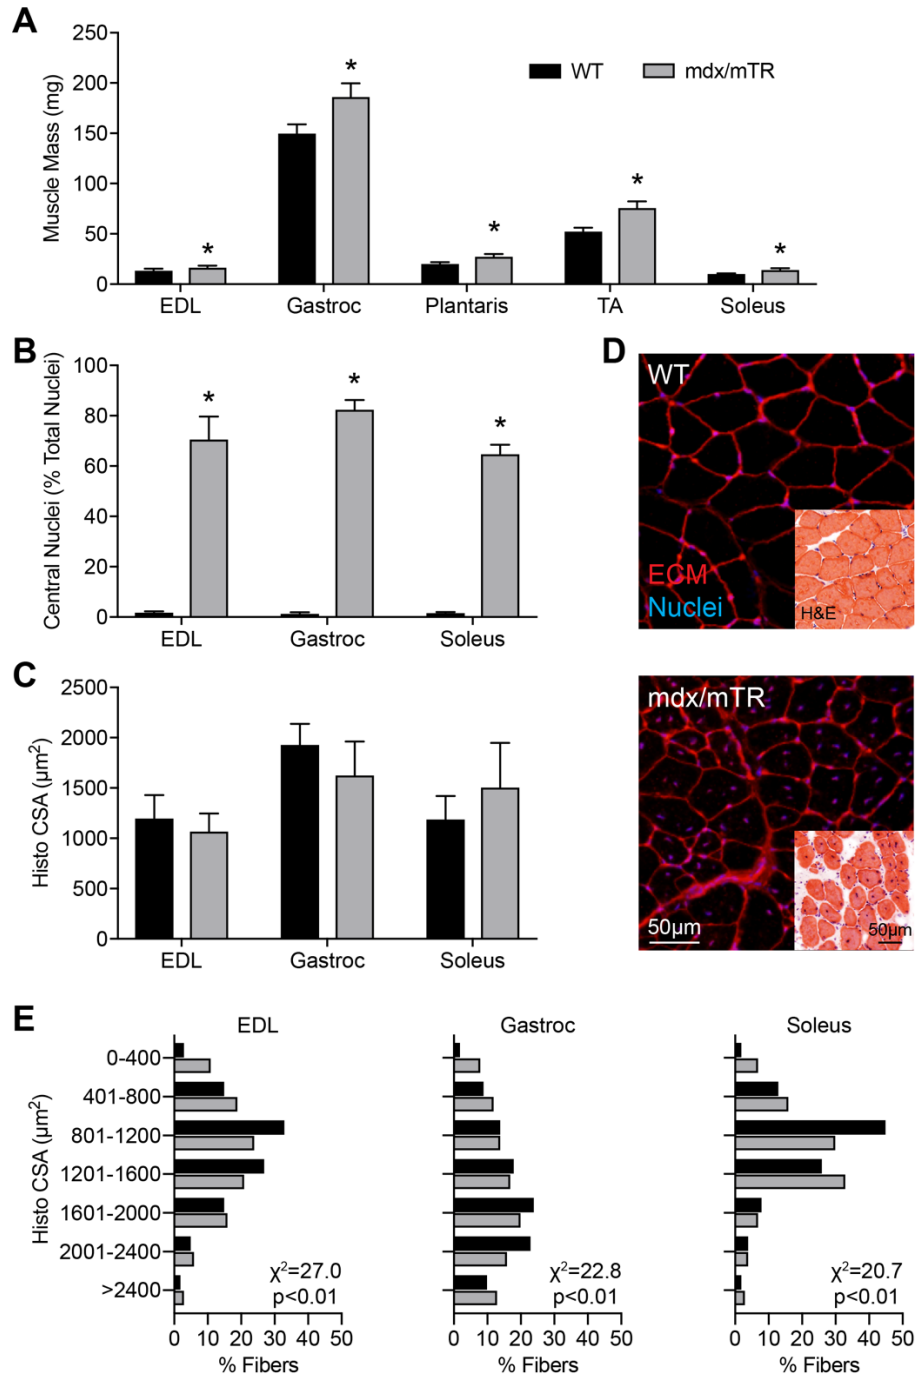 A
Muscle Mass (mg)
250
200
150
100
50
0
WT
mdx/mTR
*
*
*
*
*
EDL
Gastroc
Plantaris
TA
Soleus
B
Central Nuclei (% Total Nuclei)
100
80
60
40
20
0
*
*
*
EDL
Gastroc
Soleus
C
Histo CSA (µm²)
2500
2000
1500
1000
500
0
EDL
Gastroc
Soleus
D
WT
ECM
Nuclei
H&E
mdx/mTR
50µm
50µm
E
Histo CSA (µm²)
EDL
0-400
401-800
801-1200
1201-1600
1601-2000
2001-2400
>2400
χ²=27.0
p<0.01
0 10 20 30 40 50
% Fibers
Gastroc
χ²=22.8
p<0.01
0 10 20 30 40 50
% Fibers
Soleus
χ²=20.7
p<0.01
0 10 20 30 40 50
% Fibers